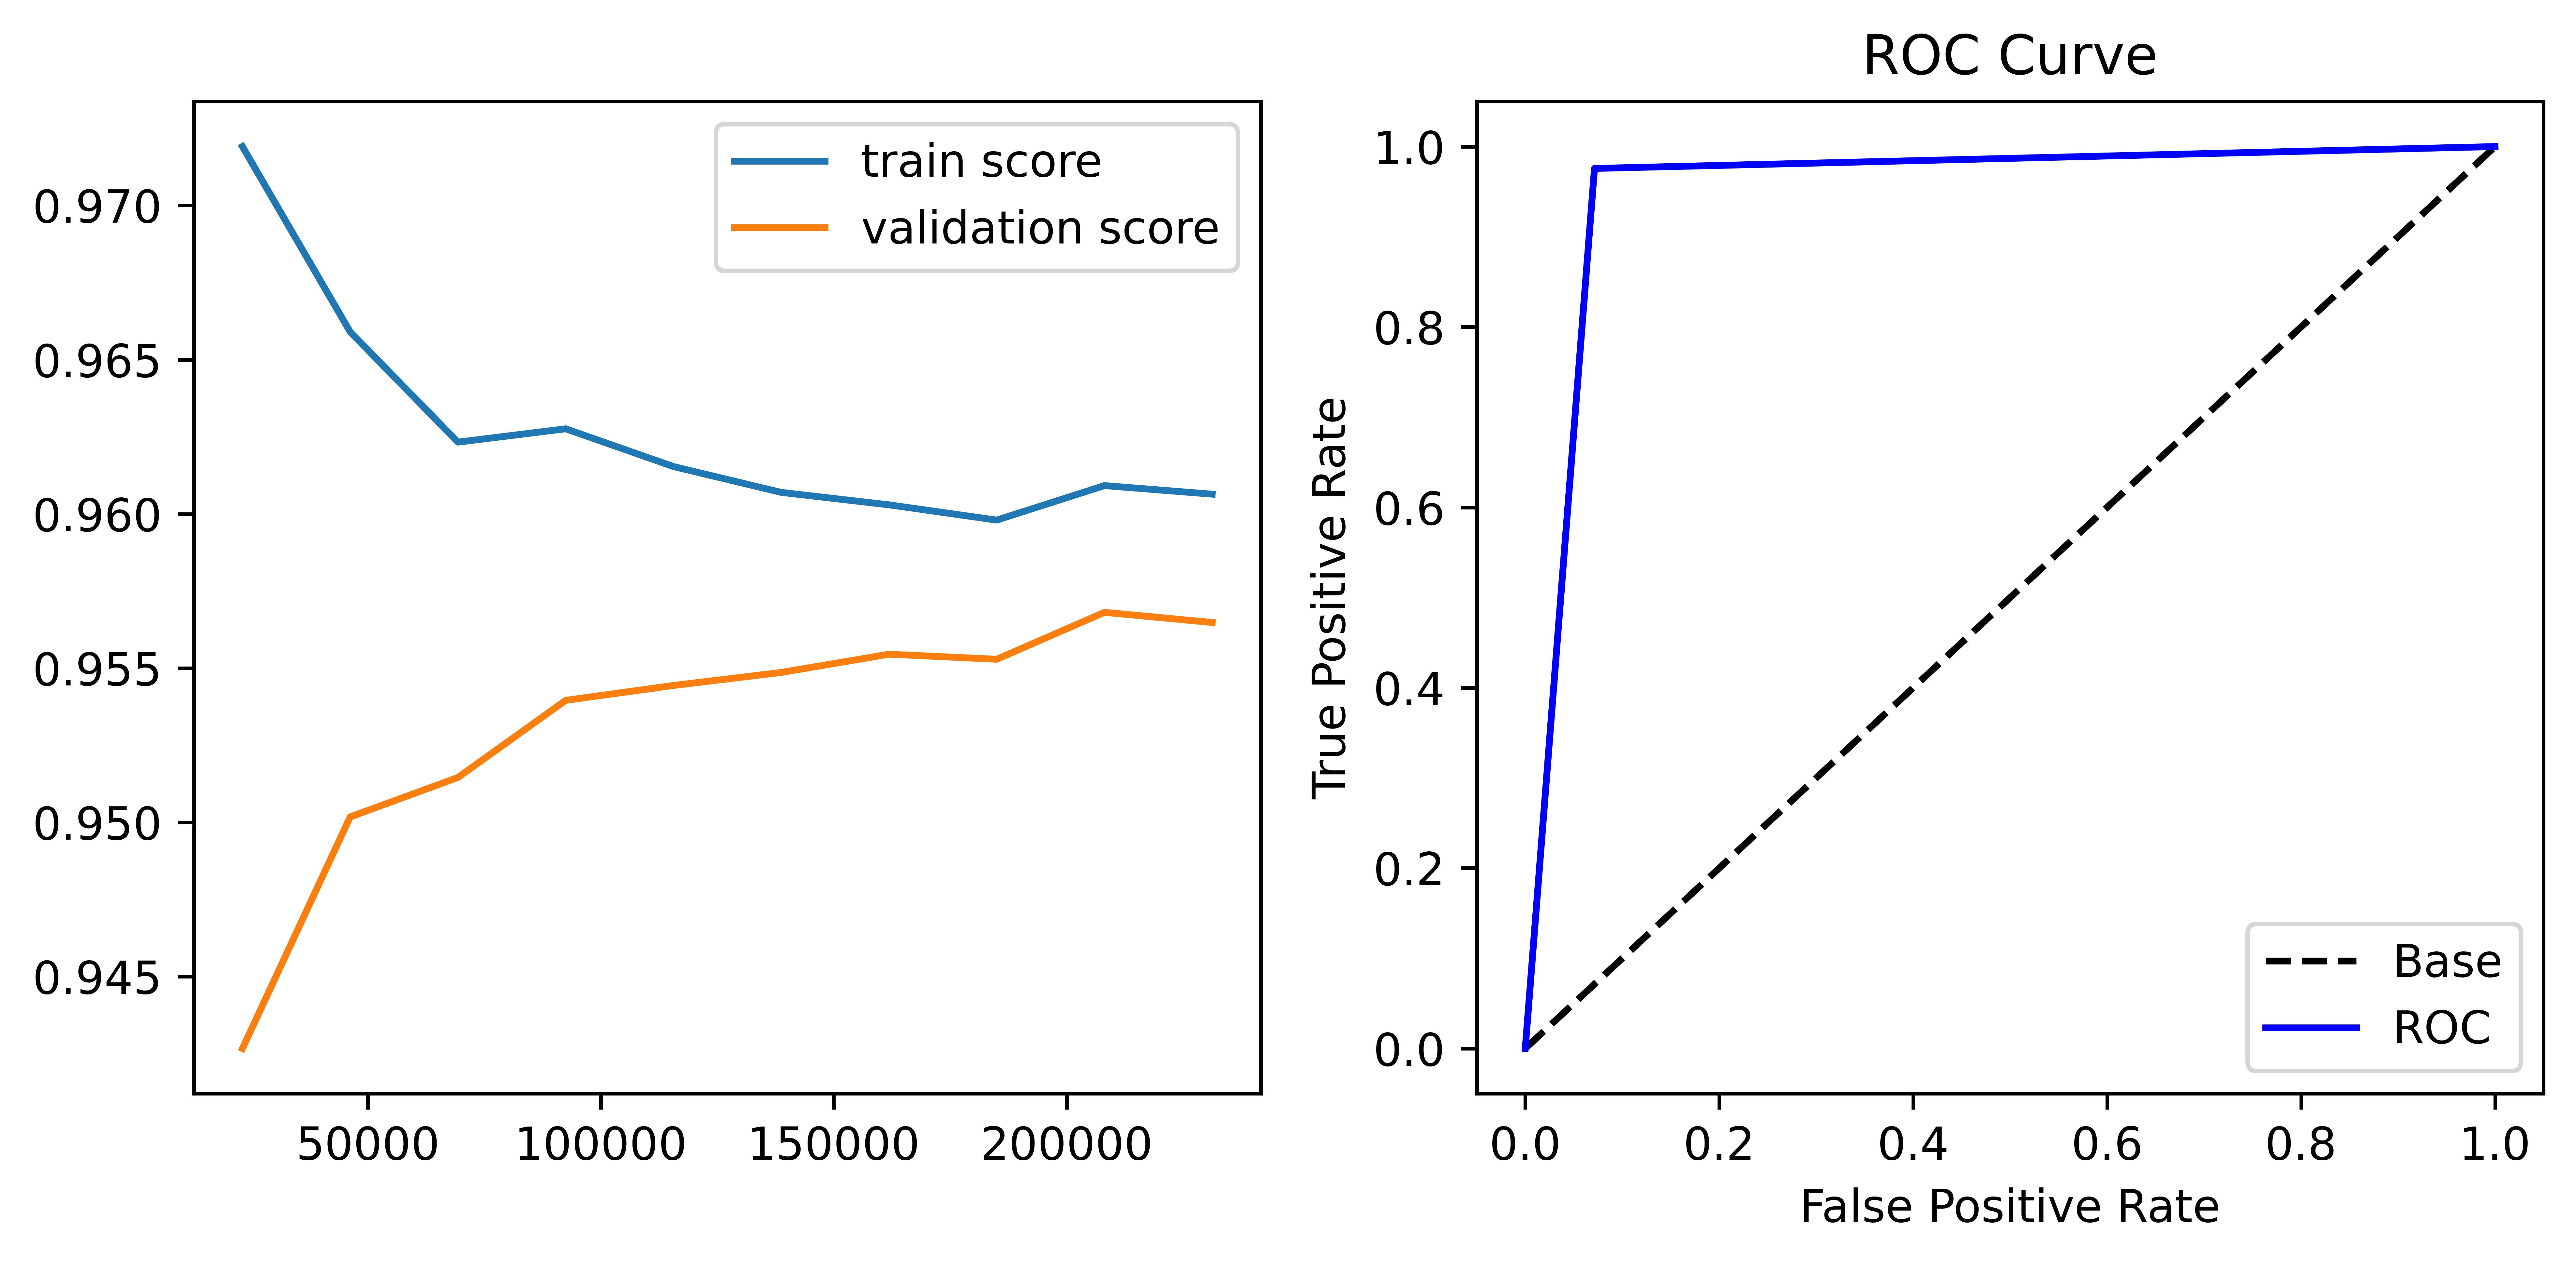 train score
validation score
0.970
0.965
0.960
0.955
0.950
0.945
50000 100000 150000 200000
ROC Curve
True Positive Rate
1.0
0.8
0.6
0.4
0.2
0.0
Base
ROC
0.0 0.2 0.4 0.6 0.8 1.0
False Positive Rate